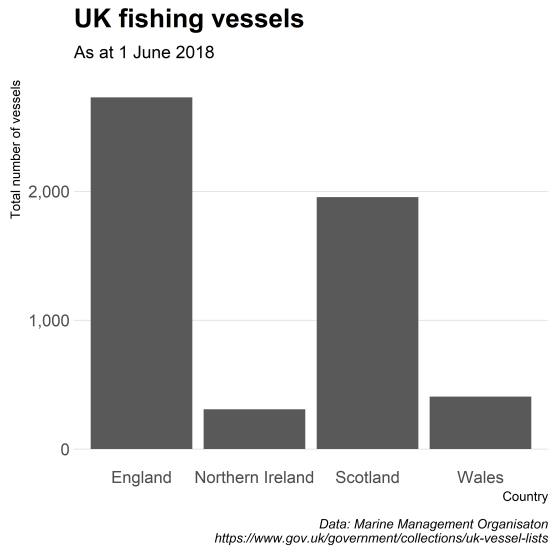 UK fishing vessels
As at 1 June 2018
Total number of vessels
2,000
1,000
0
England Northern Ireland Scotland Wales
Country
Data: Marine Management Organisaton
https://www.gov.uk/government/collections/uk-vessel-lists